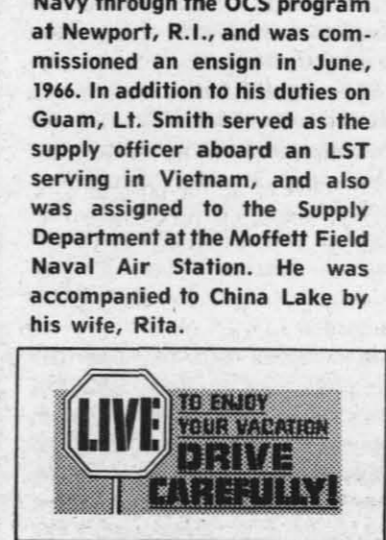 Navy through the OCS program
at Newport, R.I., and was com-
missioned an ensign in June,
1966. In addition to his duties on
Guam, Lt. Smith served as the
supply officer aboard an LST
serving in Vietnam, and also
was assigned to the Supply
Department at the Moffett Field
Naval Air Station. He was
accompanied to China Lake by
his wife, Rita.
LIVE
TO ENJOY
YOUR VACATION
DRIVE
CAREFULLY!